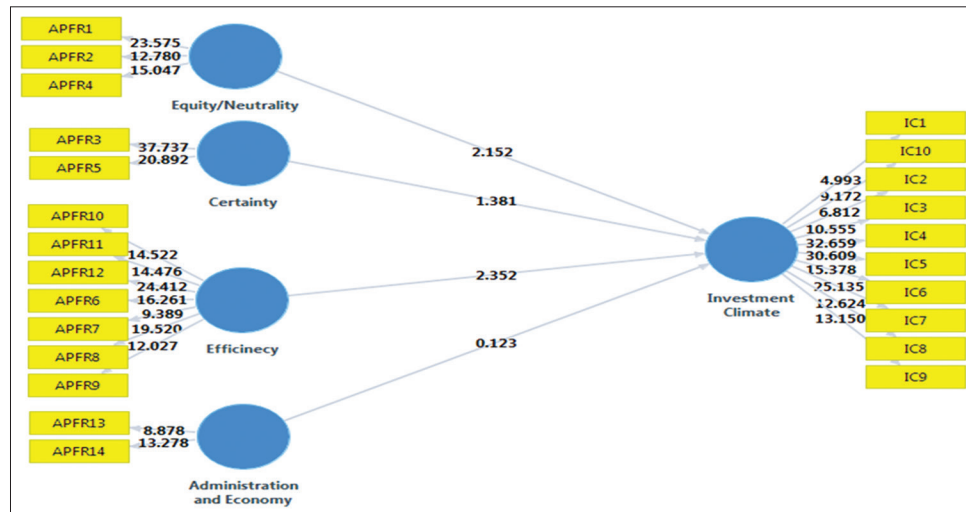 APFR1
APFR2
APFR4
23.575
12.780
15.047
Equity/Neutrality
APFR3
APFR5
37.737
20.892
Certainty
APFR10
APFR11
APFR12
APFR6
APFR7
APFR8
APFR9
14.522
14.476
24.412
16.261
9.389
19.520
12.027
Efficinecy
APFR13
APFR14
8.878
13.278
Administration
and Economy
2.152
1.381
2.352
0.123
Investment
Climate
4.993
9.172
6.812
10.555
32.659
30.609
15.378
25.135
12.624
13.150
IC1
IC10
IC2
IC3
IC4
IC5
IC6
IC7
IC8
IC9